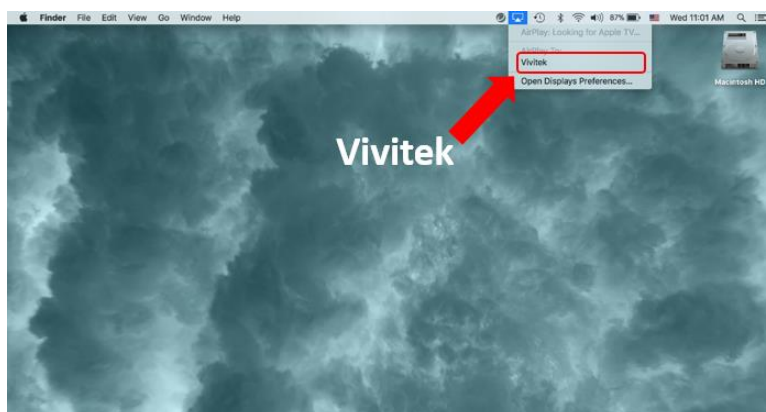 Finder File Edit View Go Window Help 87% Wed 11:01 AM
AirPlay: Looking for Apple TV...
AirPlay To:
Vivitek
Open Displays Preferences...
Macintosh HD
Vivitek